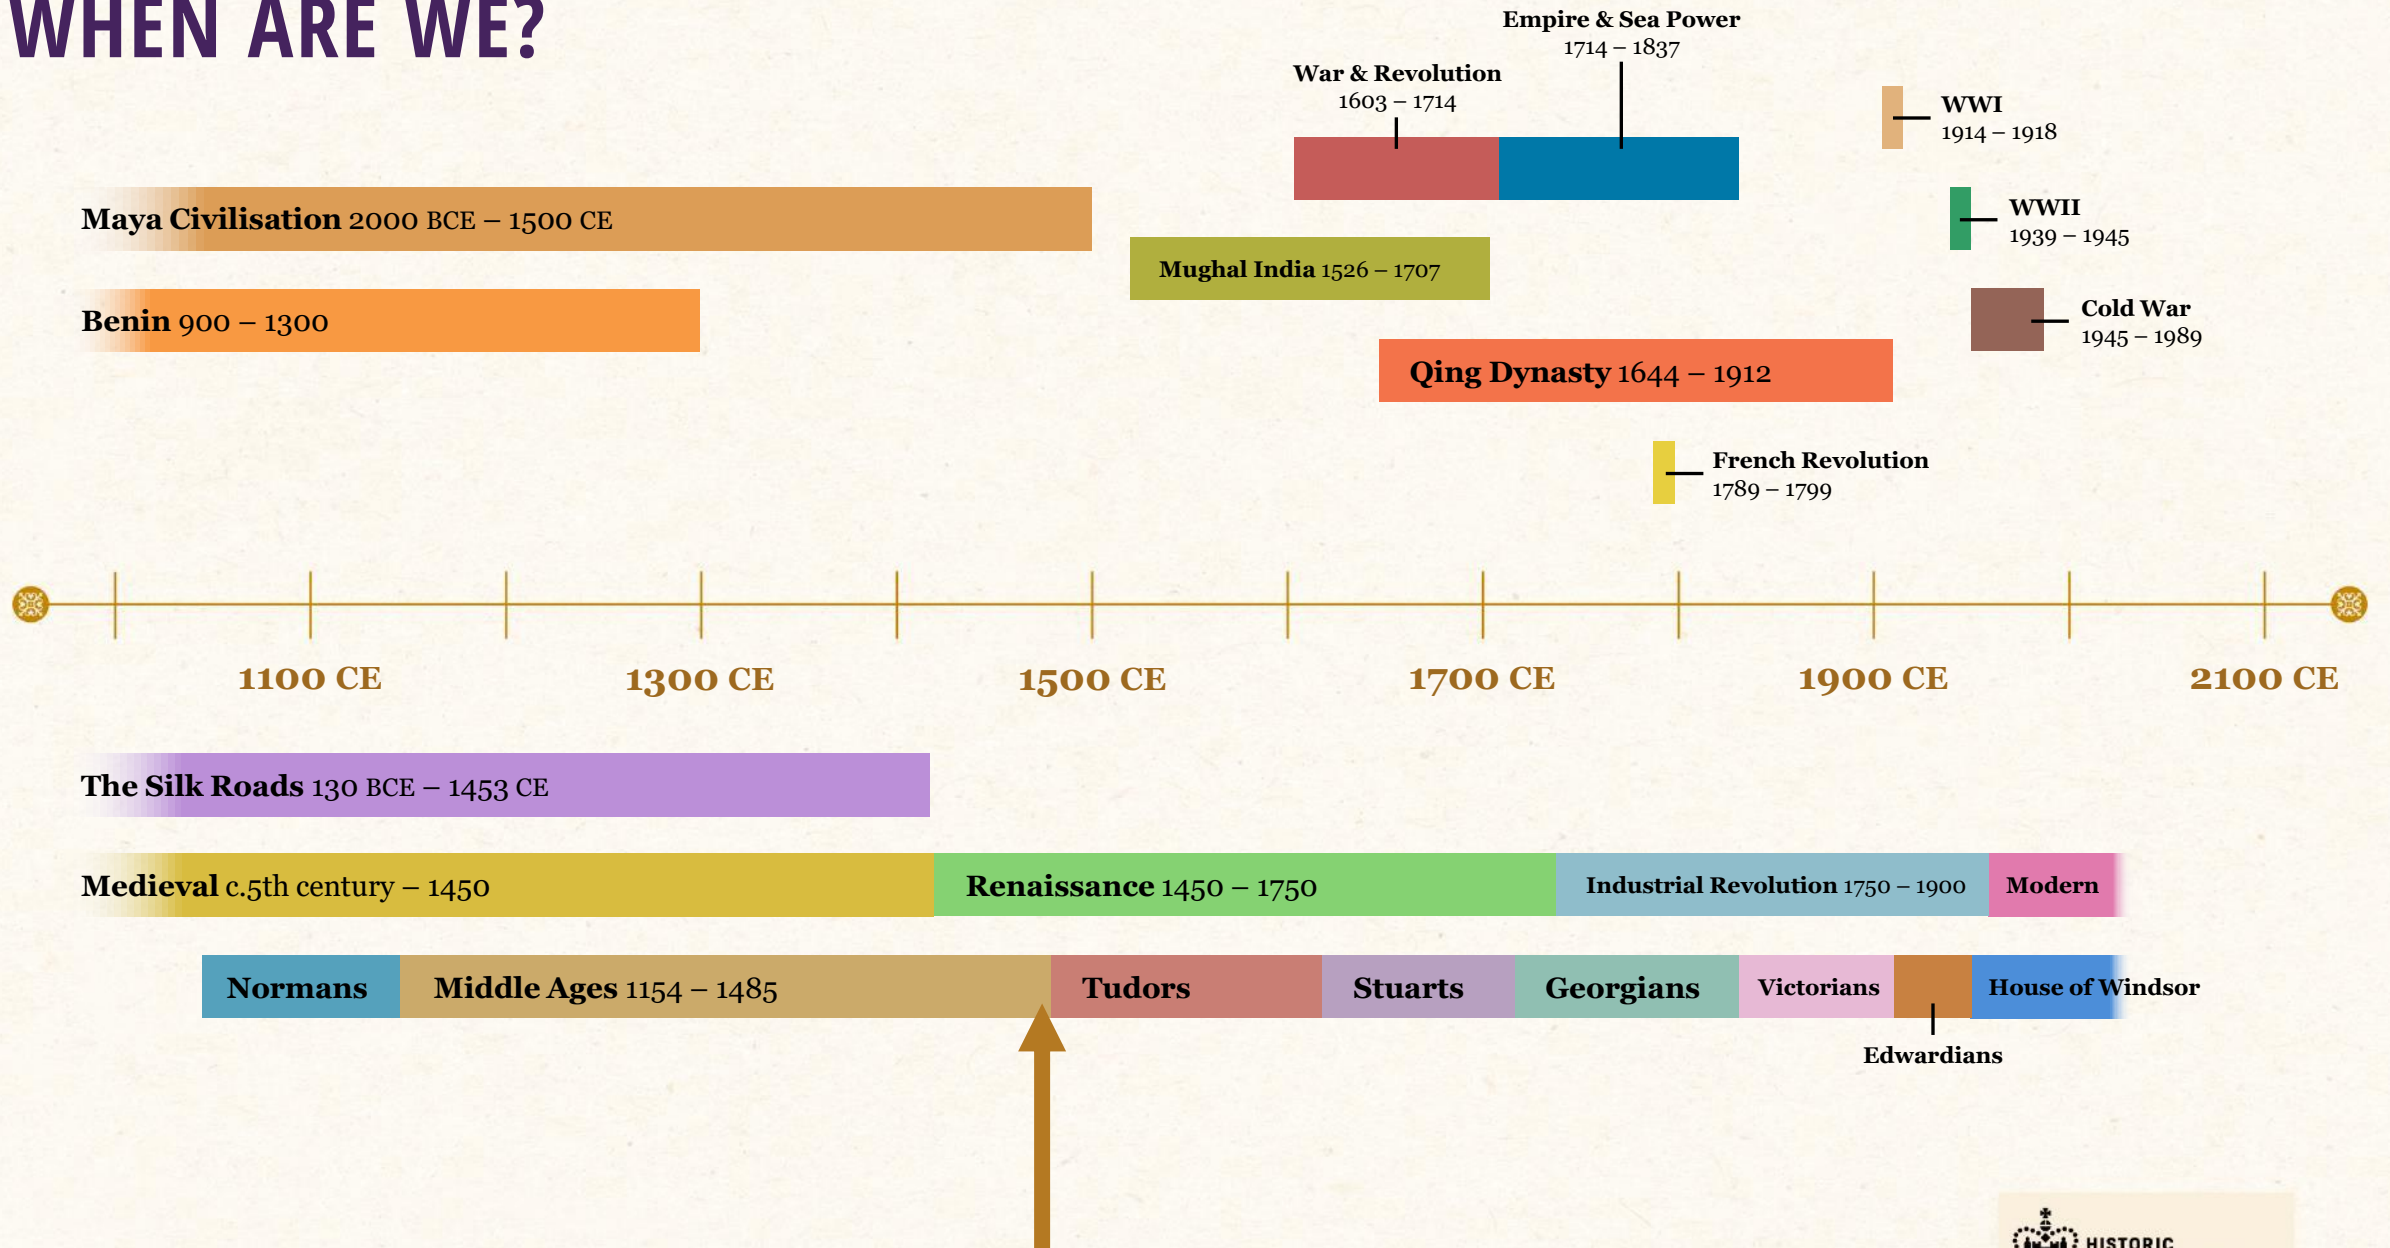 WHEN ARE WE?
Empire & Sea Power
1714 – 1837
War & Revolution
1603 – 1714
WWI
1914 – 1918
Maya Civilisation 2000 BCE – 1500 CE
WWII
1939 – 1945
Mughal India 1526 – 1707
Benin 900 – 1300
Cold War
1945 – 1989
Qing Dynasty 1644 – 1912
French Revolution
1789 – 1799
1100 CE
1300 CE
1500 CE
1700 CE
1900 CE
2100 CE
The Silk Roads 130 BCE – 1453 CE
Medieval c.5th century – 1450
Renaissance 1450 – 1750
Industrial Revolution 1750 – 1900
Modern
Normans
Middle Ages 1154 – 1485
Tudors
Stuarts
Georgians
Victorians
House of Windsor
Edwardians
HISTORIC